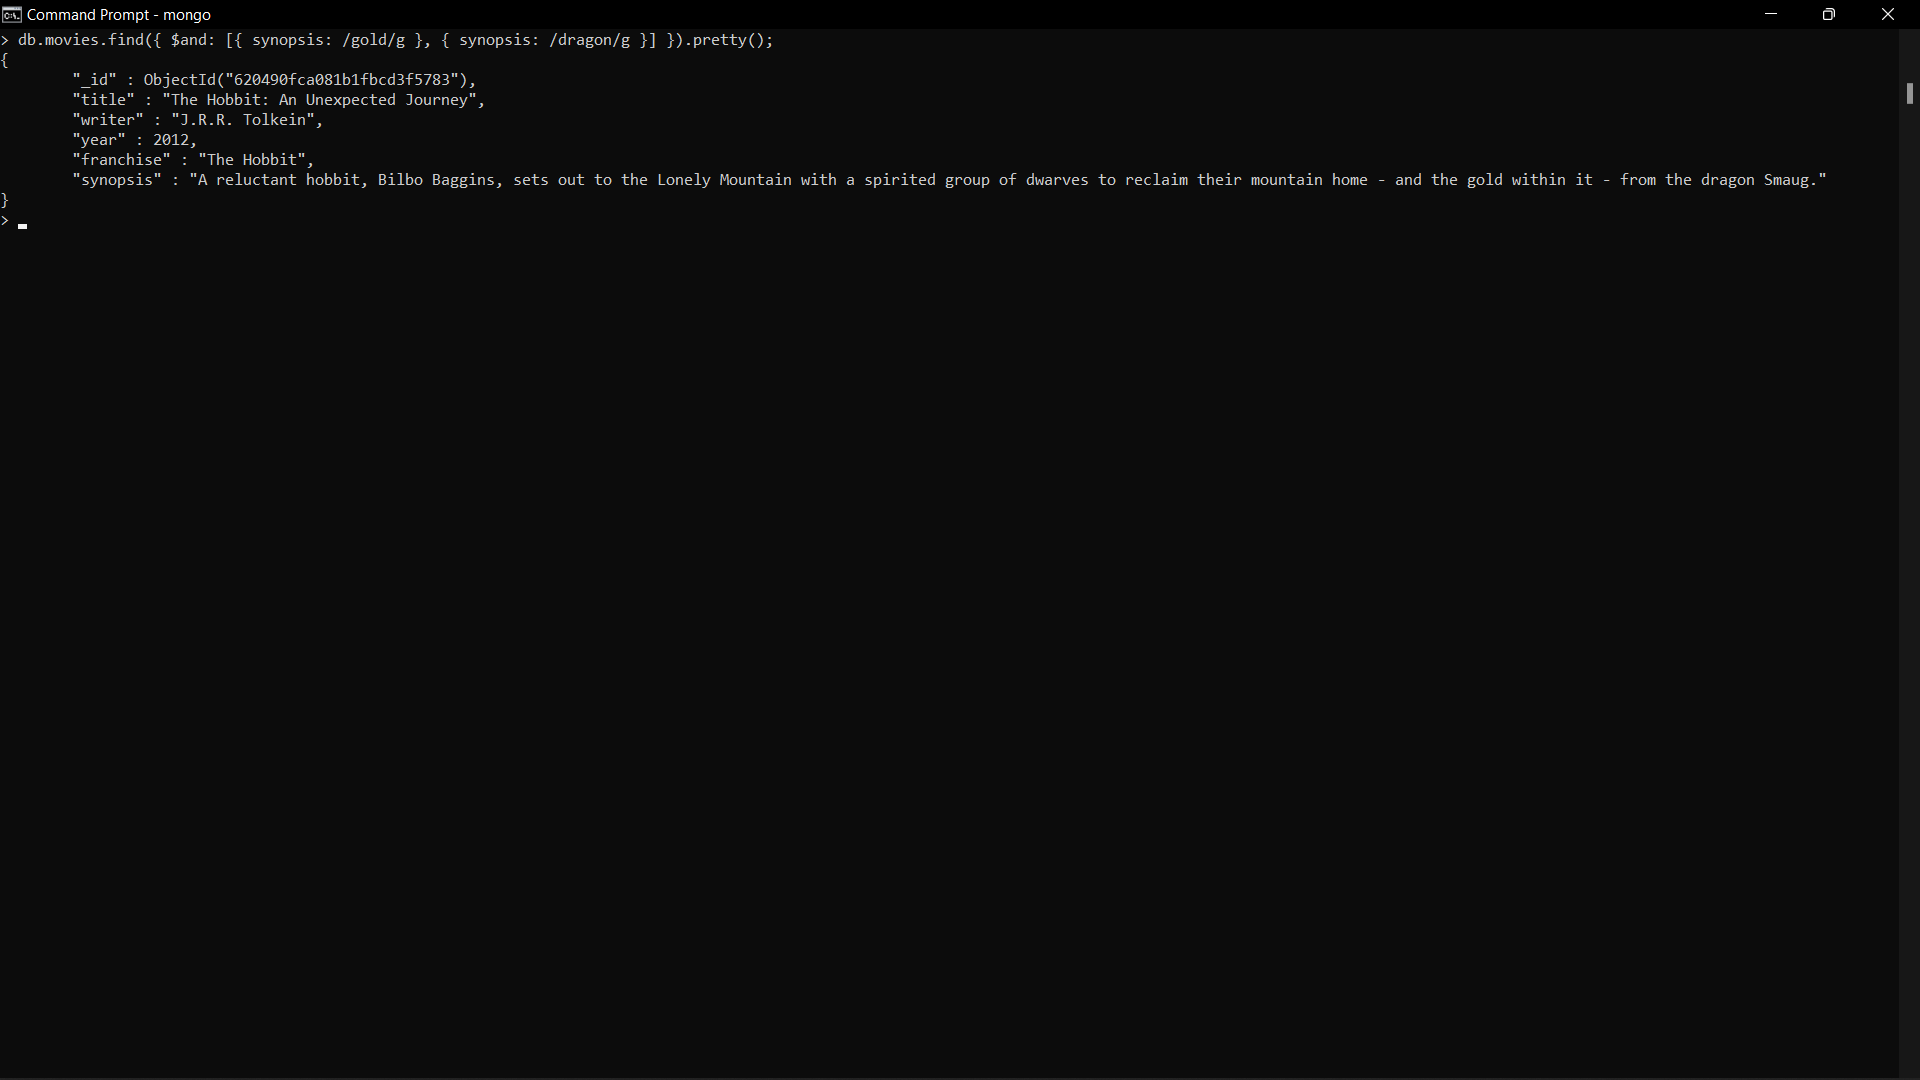 Command Prompt - mongo
> db.movies.find({ $and: [{ synopsis: /gold/g }, { synopsis: /dragon/g }] }).pretty();
{
"_id" : ObjectId("620490fca081b1fbcd3f5783"),
"title" : "The Hobbit: An Unexpected Journey",
"writer" : "J.R.R. Tolkein",
"year" : 2012,
"franchise" : "The Hobbit",
"synopsis" : "A reluctant hobbit, Bilbo Baggins, sets out to the Lonely Mountain with a spirited group of dwarves to reclaim their mountain home - and the gold within it - from the dragon Smaug."
}
>